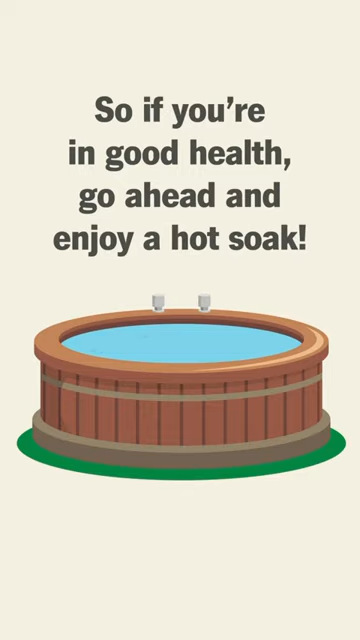 So if you’re
in good health,
go ahead and
enjoy a hot soak!